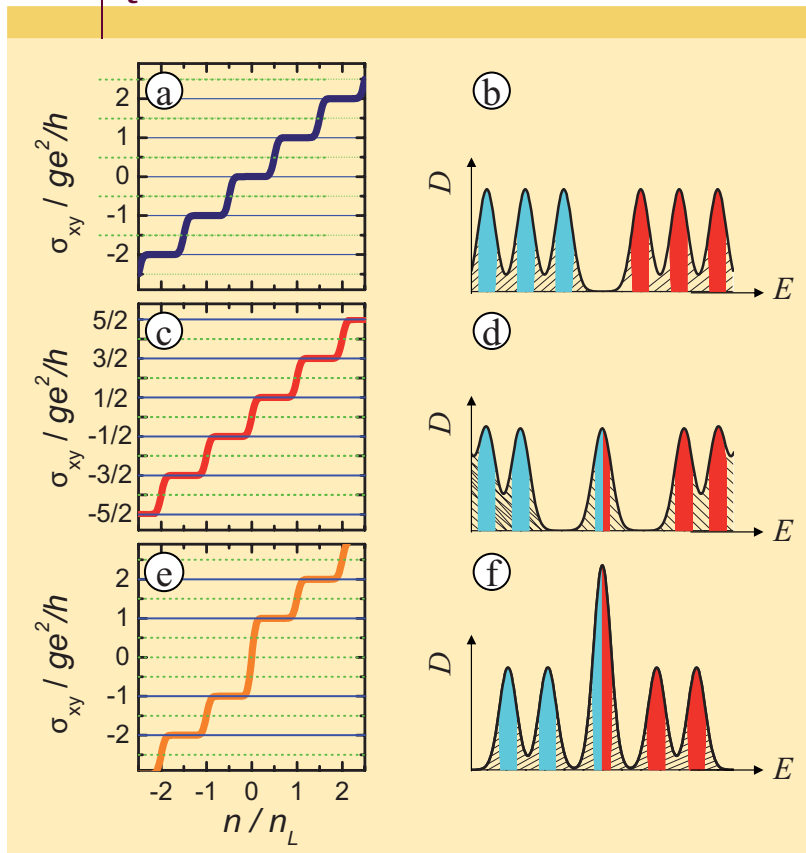 a
σxy / ge²/h
2
1
0
-1
-2
b
D
E
c
σxy / ge²/h
5/2
3/2
1/2
-1/2
-3/2
-5/2
d
D
E
e
σxy / ge²/h
2
1
0
-1
-2
-2 -1 0 1 2
n / nL
f
D
E